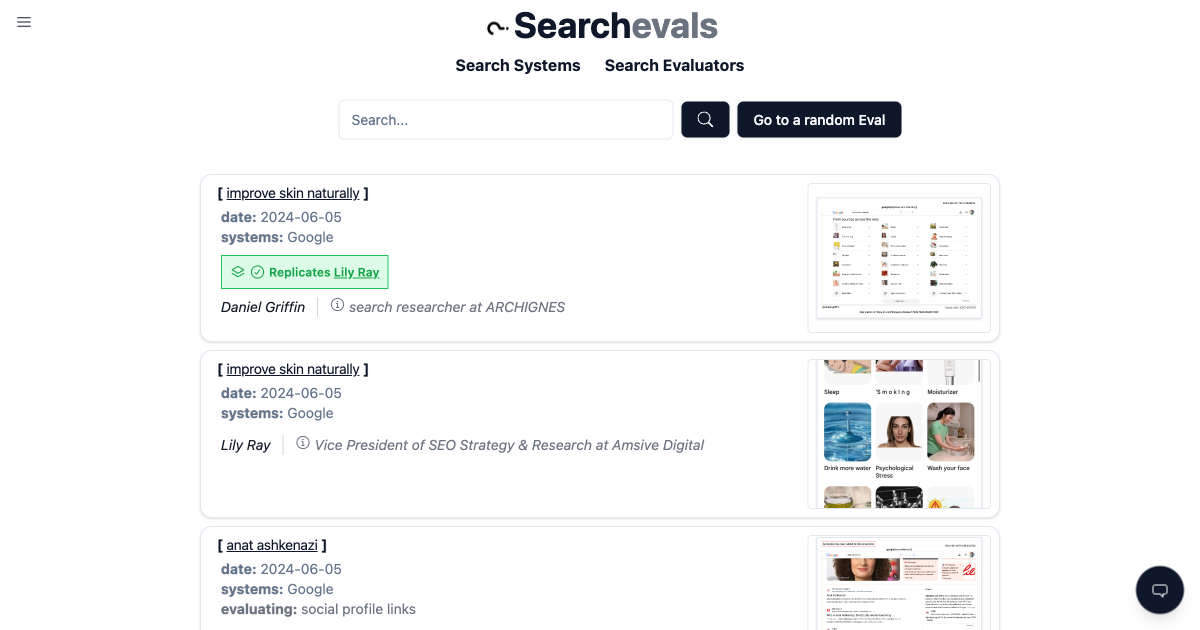 Searchevals
Search Systems Search Evaluators
Search...
Go to a random Eval
[ improve skin naturally ]
date: 2024-06-05
systems: Google
Replicates Lily Ray
Daniel Griffin
search researcher at ARCHIGNES
[ improve skin naturally ]
date: 2024-06-05
systems: Google
Lily Ray
Vice President of SEO Strategy & Research at Amsive Digital
Sleep
"S m o k i n g
Moisturizer
Drink more water
Psychological
Stress
Wash your face
[ anat ashkenazi ]
date: 2024-06-05
systems: Google
evaluating: social profile links